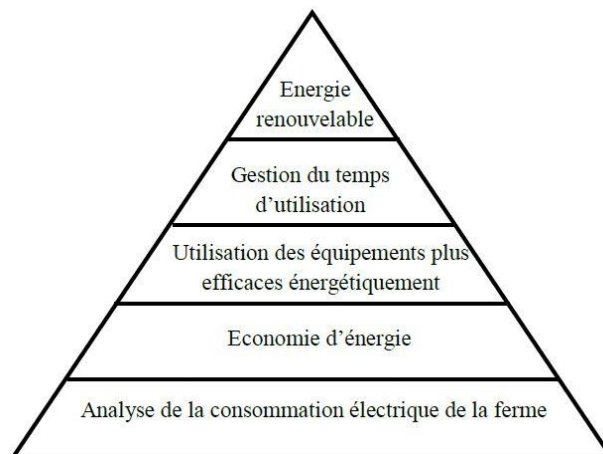 Energie
renouvelable
Gestion du temps
d'utilisation
Utilisation des équipements plus
efficaces énergétiquement
Economie d'énergie
Analyse de la consommation électrique de la ferme